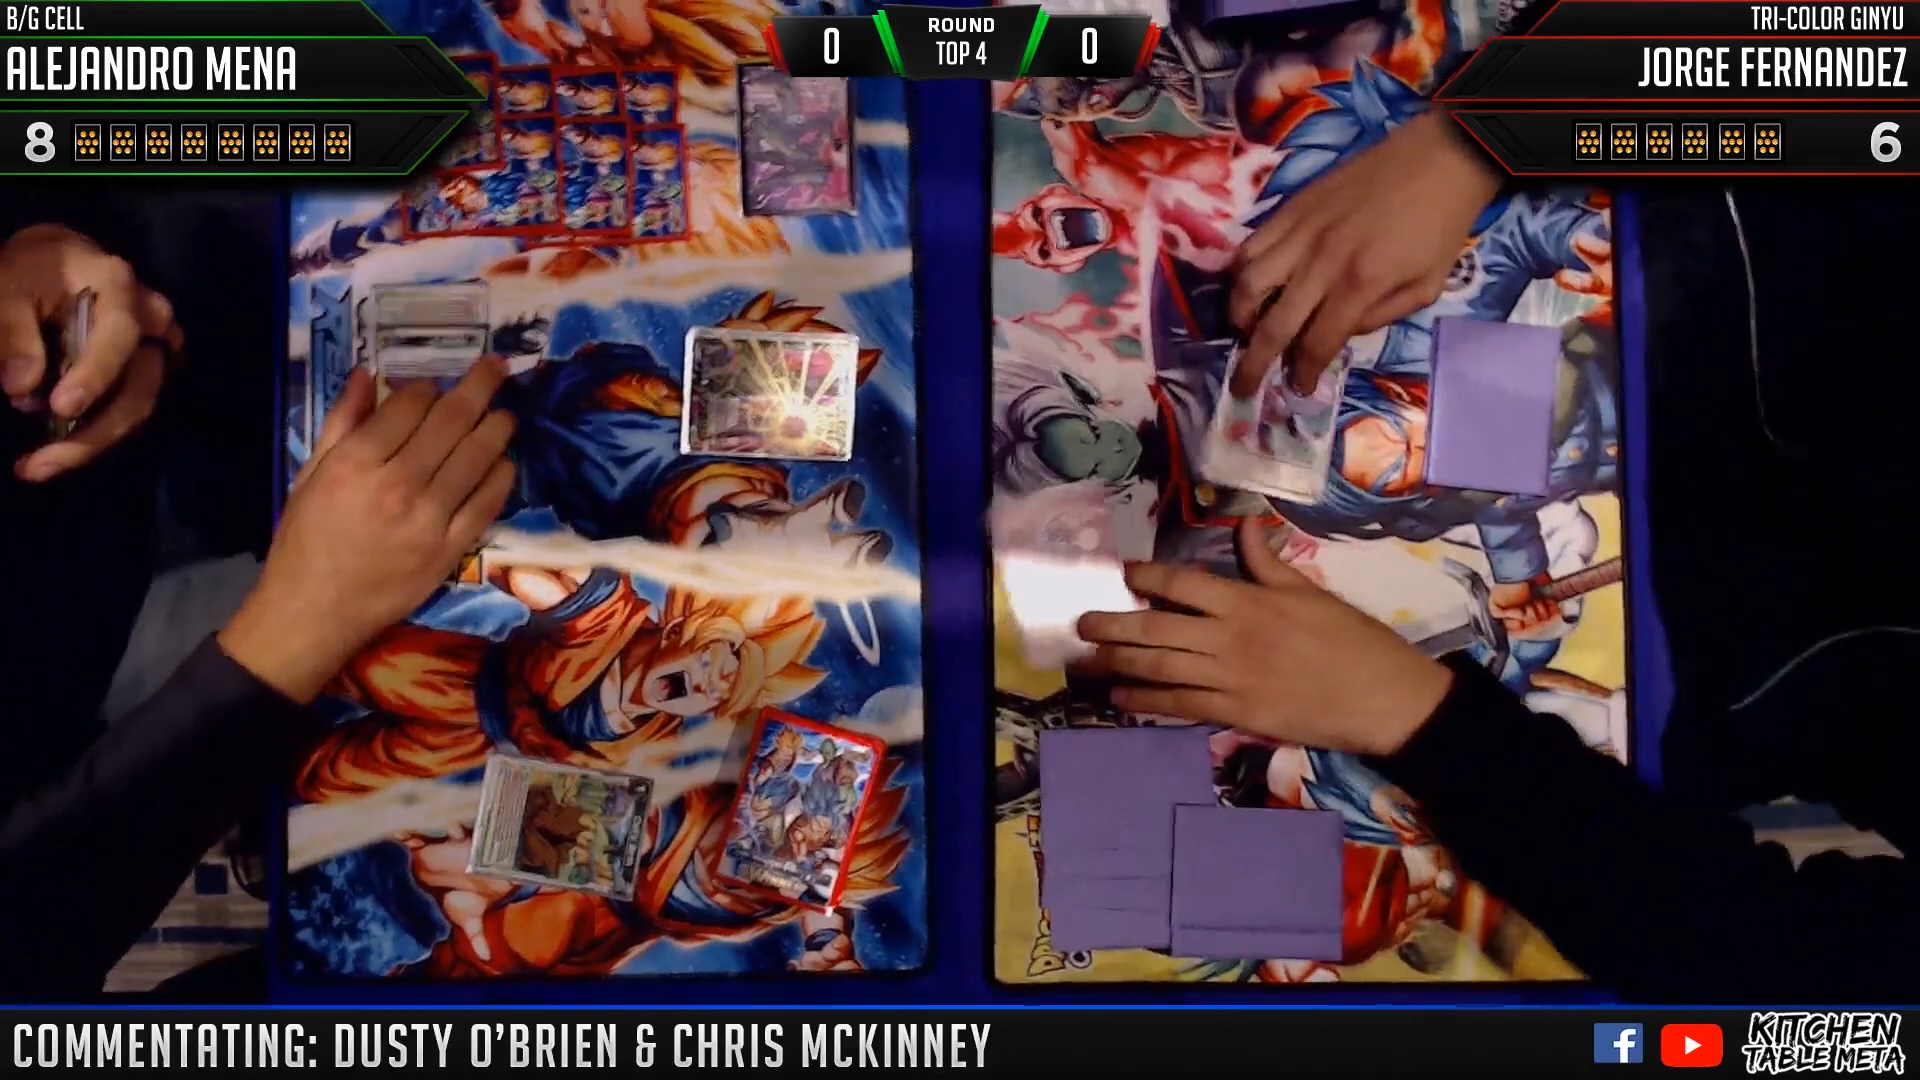 B/G CELL
ALEJANDRO MENA
8
0
ROUND
TOP 4
0
TRI-COLOR GINYU
JORGE FERNANDEZ
6
COMMENTATING: DUSTY O'BRIEN & CHRIS MCKINNEY
KITCHEN
TABLE META